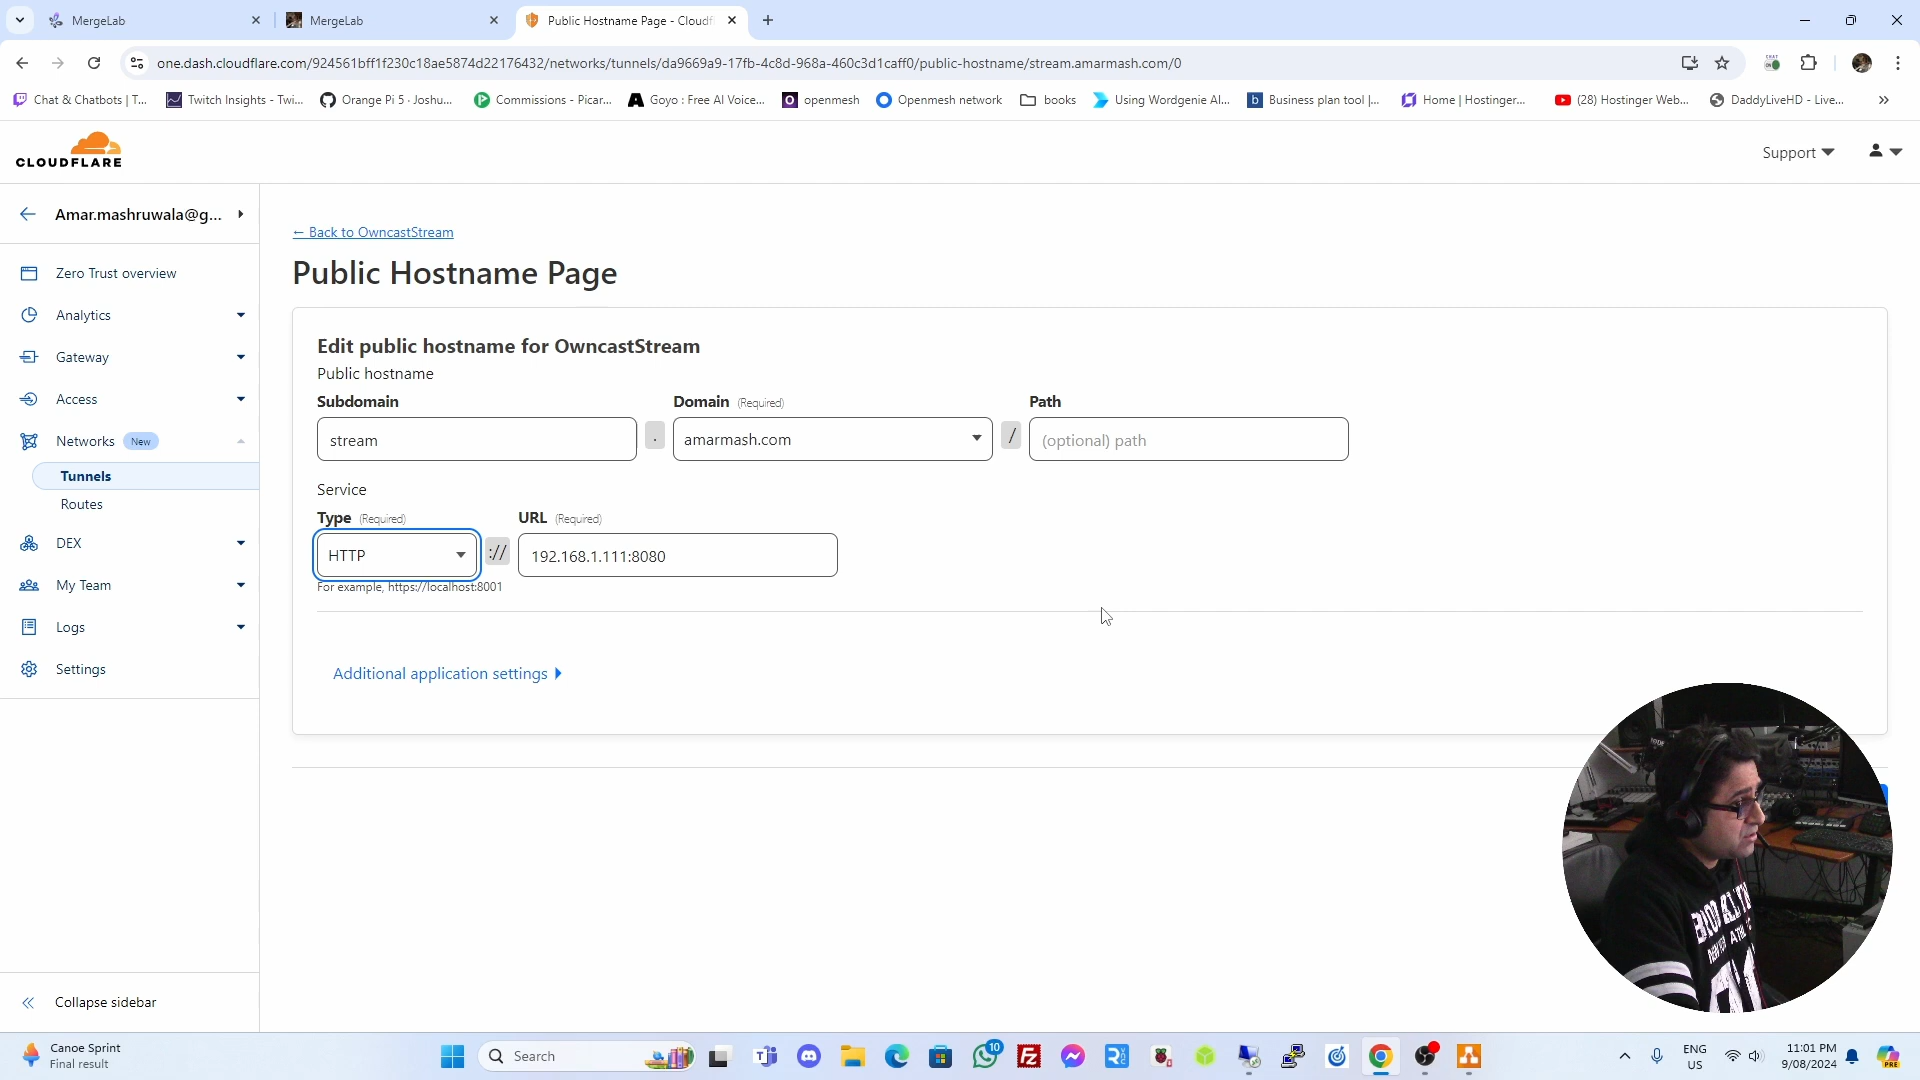 MergeLab
MergeLab
Public Hostname Page - Cloudf
one.dash.cloudflare.com/924561bff1f230c18ae5874d22176432/networks/tunnels/da9669a9-17fb-4c8d-968a-460c3d1caff0/public-hostname/stream.amarmash.com/0
Chat & Chatbots | T...
Twitch Insights - Twi...
Orange Pi 5 · Joshu...
Commissions - Picar...
Goyo : Free AI Voice...
openmesh
Openmesh network
books
Using Wordgenie AI...
Business plan tool |...
Home | Hostinger...
(28) Hostinger Web...
DaddyLiveHD - Live...
CLOUDFLARE
Support
Amar.mashruwala@g...
Zero Trust overview
Analytics
Gateway
Access
Networks New
Tunnels
Routes
DEX
My Team
Logs
Settings
Collapse sidebar
← Back to OwncastStream
Public Hostname Page
Edit public hostname for OwncastStream
Public hostname
Subdomain
Domain (Required)
Path
stream
.
amarmash.com
/
(optional) path
Service
Type (Required)
URL (Required)
HTTP
://
192.168.1.111:8080
For example, https://localhost:8001
Additional application settings
Canoe Sprint
Final result
Search
10
ENG
US
11:01 PM
9/08/2024
PRE